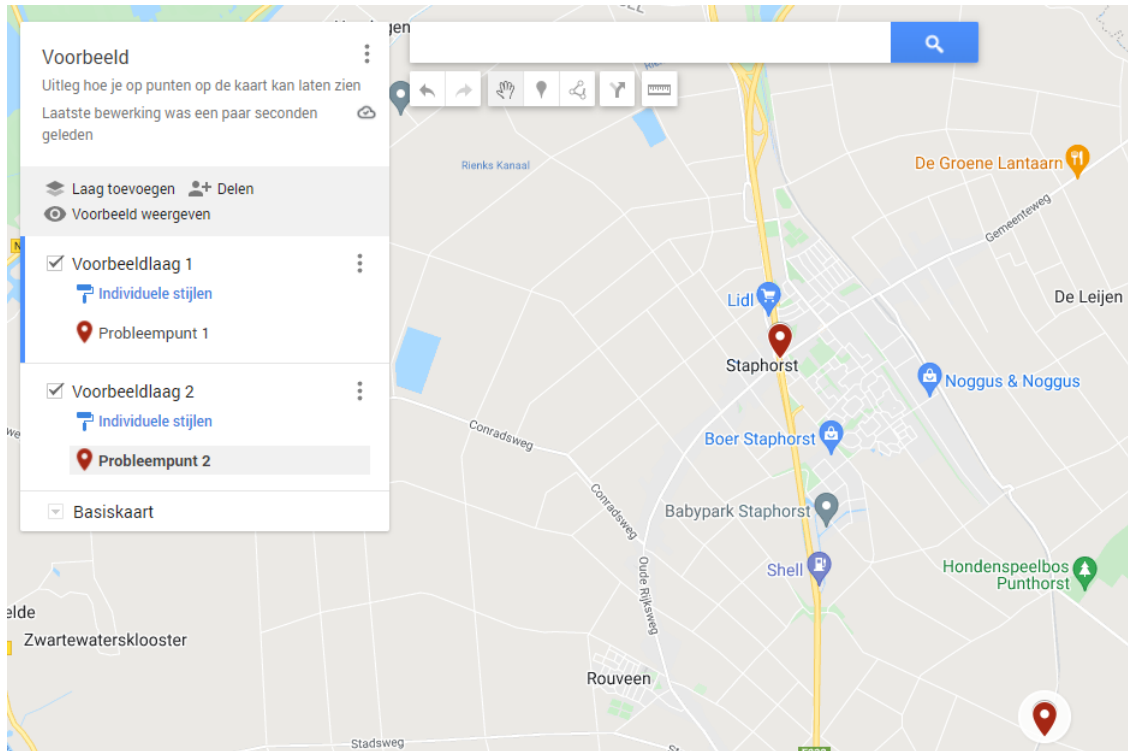 Voorbeeld
Uitleg hoe je op punten op de kaart kan laten zien
Laatste bewerking was een paar seconden
geleden
Laag toevoegen
Delen
Voorbeeld weergeven
Voorbeeldlaag 1
Individuele stijlen
Probleempunt 1
Voorbeeldlaag 2
Individuele stijlen
Probleempunt 2
Basiskaart
Rienks Kanaal
De Groene Lantaarn
Gemeenteweg
De Leijen
Lidl
Staphorst
Noggus & Noggus
Boer Staphorst
Conradsweg
Conradsweg
Babypark Staphorst
Oude Rijksweg
Shell
Hondenspeelbos
Punthorst
Zwartewatersklooster
Rouveen
Stadsweg